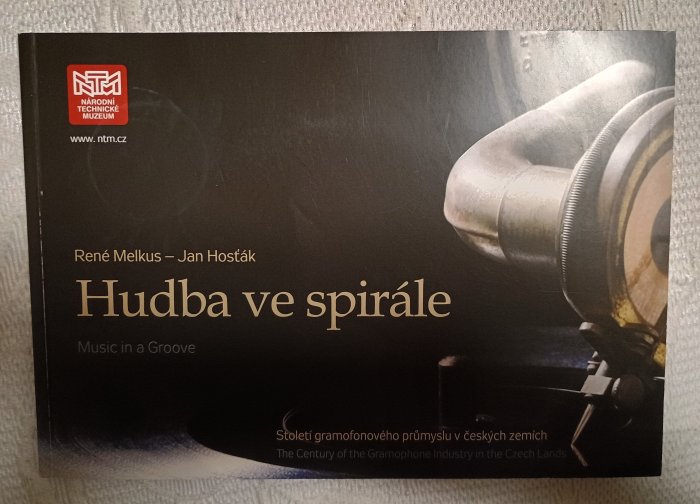 NTM
NÁRODNÍ
TECHNICKÉ
MUZEUM
www.ntm.cz
René Melkus – Jan Hosťák
Hudba ve spirále
Music in a Groove
Století gramofonového průmyslu v českých zemích
The Century of the Gramophone Industry in the Czech Lands